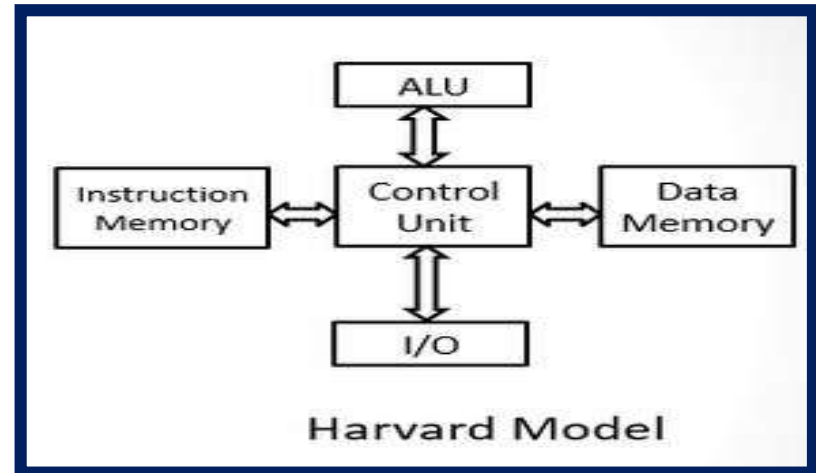 ALU
Instruction
Memory
Control
Unit
Data
Memory
I/O
Harvard Model